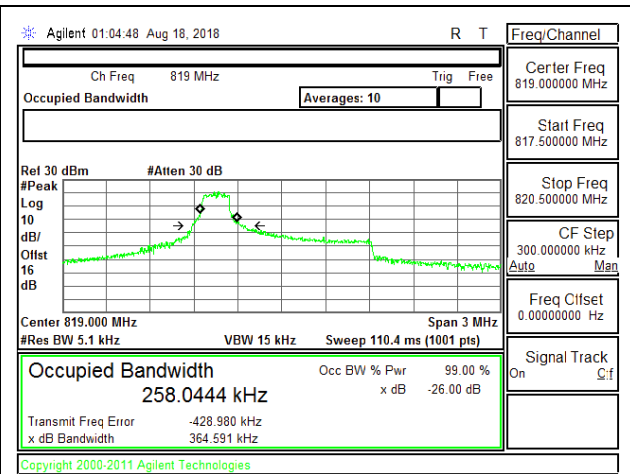 Agilent 01:04:48 Aug 18, 2018 R T
Ch Freq 819 MHz Trig Free
Occupied Bandwidth Averages: 10
Ref 30 dBm #Atten 30 dB
#Peak
Log
10
dB/
Offst
16
dB
Center 819.000 MHz Span 3 MHz
#Res BW 5.1 kHz VBW 15 kHz Sweep 110.4 ms (1001 pts)
Occupied Bandwidth Occ BW % Pwr 99.00 %
258.0444 kHz x dB -26.00 dB
Transmit Freq Error -428.980 kHz
x dB Bandwidth 364.591 kHz
Copyright 2000-2011 Agilent Technologies
Freq/Channel
Center Freq
819.000000 MHz
Start Freq
817.500000 MHz
Stop Freq
820.500000 MHz
CF Step
300.000000 kHz
Auto Man
Freq Offset
0.00000000 Hz
Signal Track
On Off